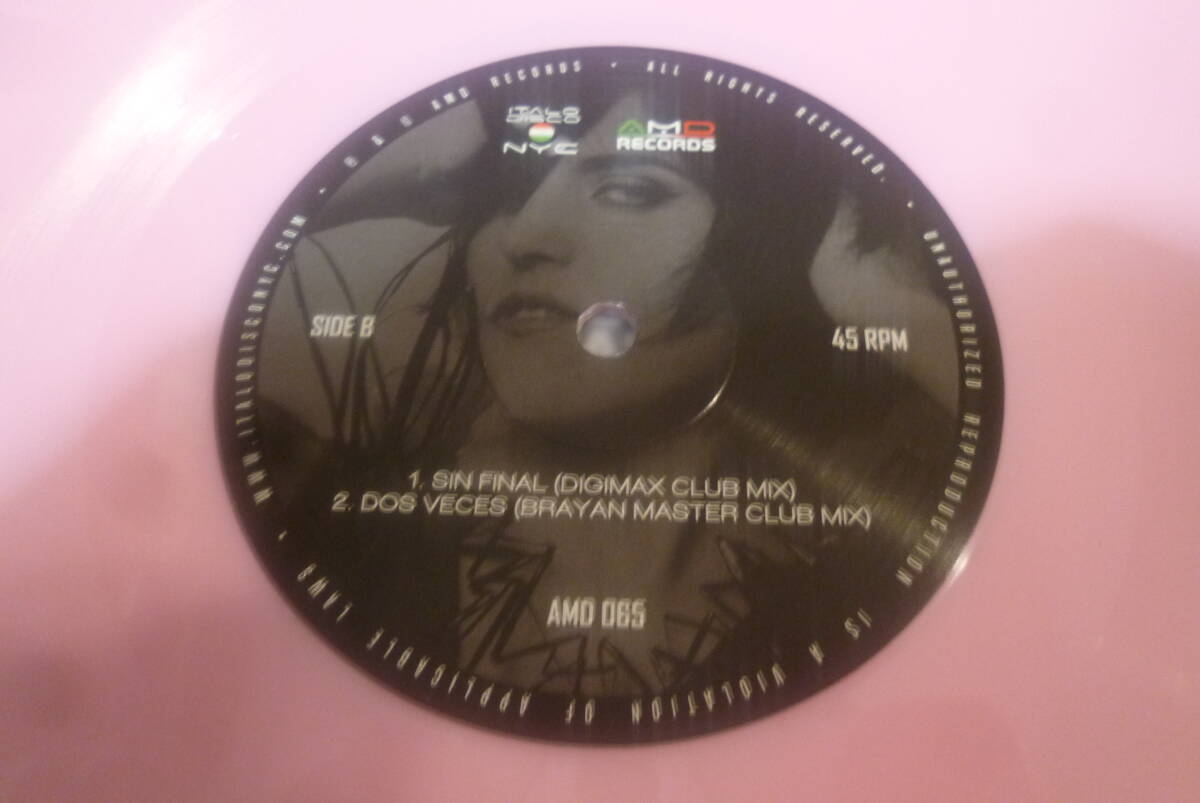 ITALO
DISCO
NYC
AMD
RECORDS
SIDE B
45 RPM
1. SIN FINAL (DIGIMAX CLUB MIX)
2. DOS VECES (BRAYAN MASTER CLUB MIX)
AMD 065
℗ & © AMD RECORDS • ALL RIGHTS RESERVED. • UNAUTHORIZED REPRODUCTION IS A VIOLATION OF APPLICABLE LAWS • WWW.ITALODISCONYC.COM •